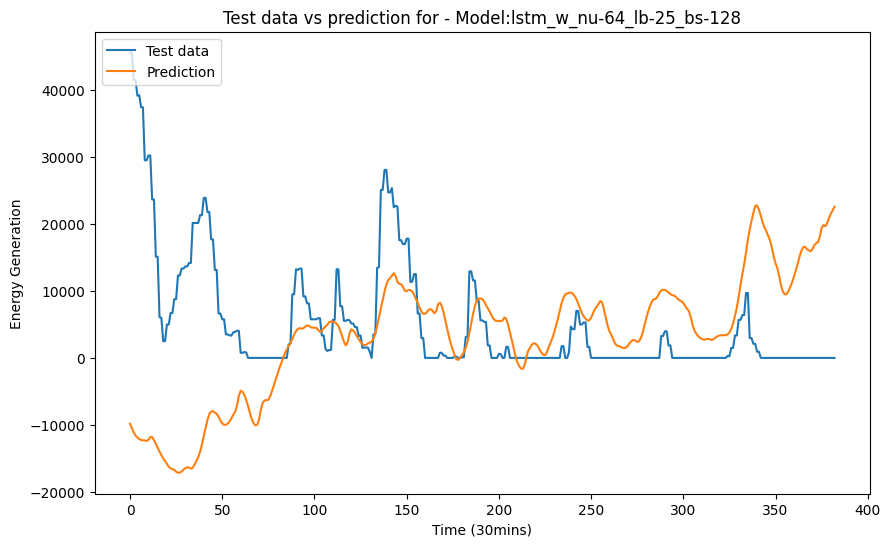 Test data vs prediction for - Model:lstm_w_nu-64_lb-25_bs-128
Test data
Prediction
40000
30000
20000
10000
0
−10000
−20000
Energy Generation
0 50 100 150 200 250 300 350 400
Time (30mins)